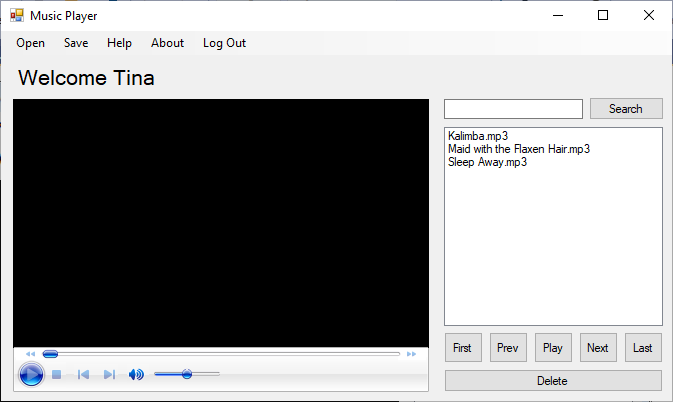 Music Player
Open Save Help About Log Out
Welcome Tina
Search
Kalimba.mp3
Maid with the Flaxen Hair.mp3
Sleep Away.mp3
First Prev Play Next Last
Delete